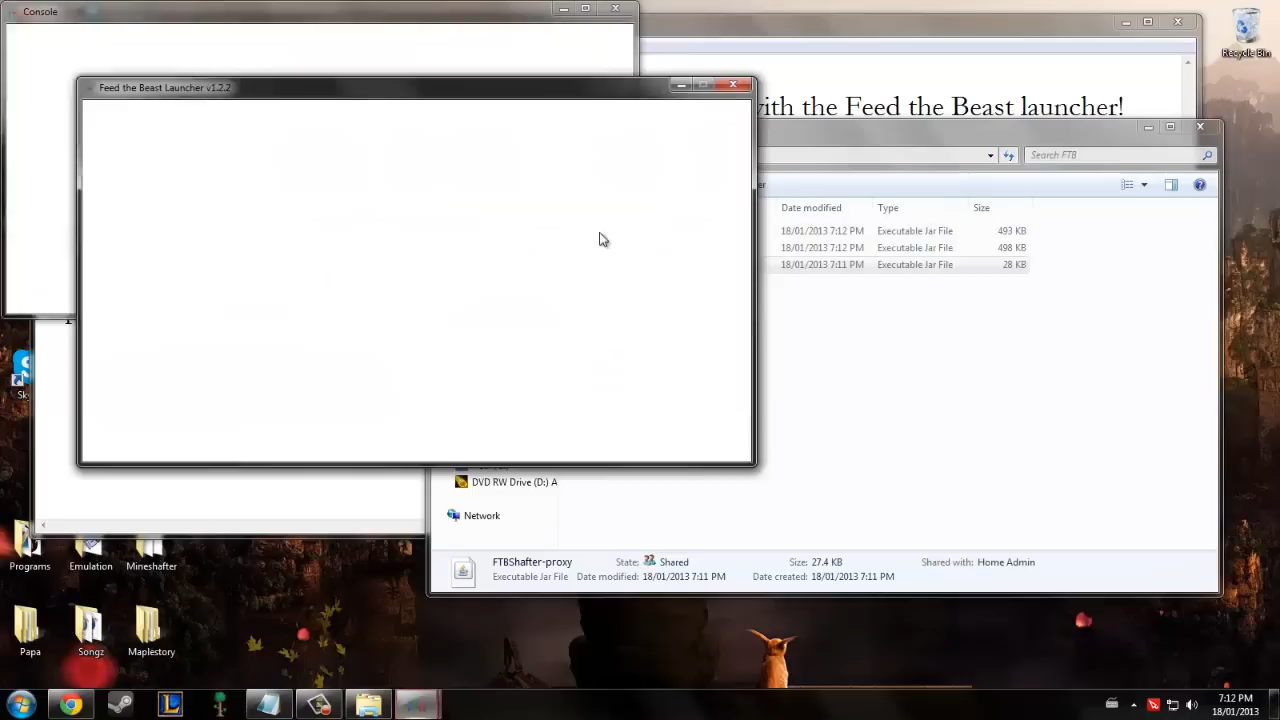 Console
Recycle Bin
Feed the Beast Launcher v1.2.2
with the Feed the Beast launcher!
Search FTB
Date modified Type Size
18/01/2013 7:12 PM Executable Jar File 493 KB
18/01/2013 7:12 PM Executable Jar File 498 KB
18/01/2013 7:11 PM Executable Jar File 28 KB
DVD RW Drive (D:) A
Network
FTBShafter-proxy State: Shared Size: 27.4 KB Shared with: Home Admin
Executable Jar File Date modified: 18/01/2013 7:11 PM Date created: 18/01/2013 7:11 PM
Programs Emulation Mineshafter
Papa Songz Maplestory
7:12 PM
18/01/2013